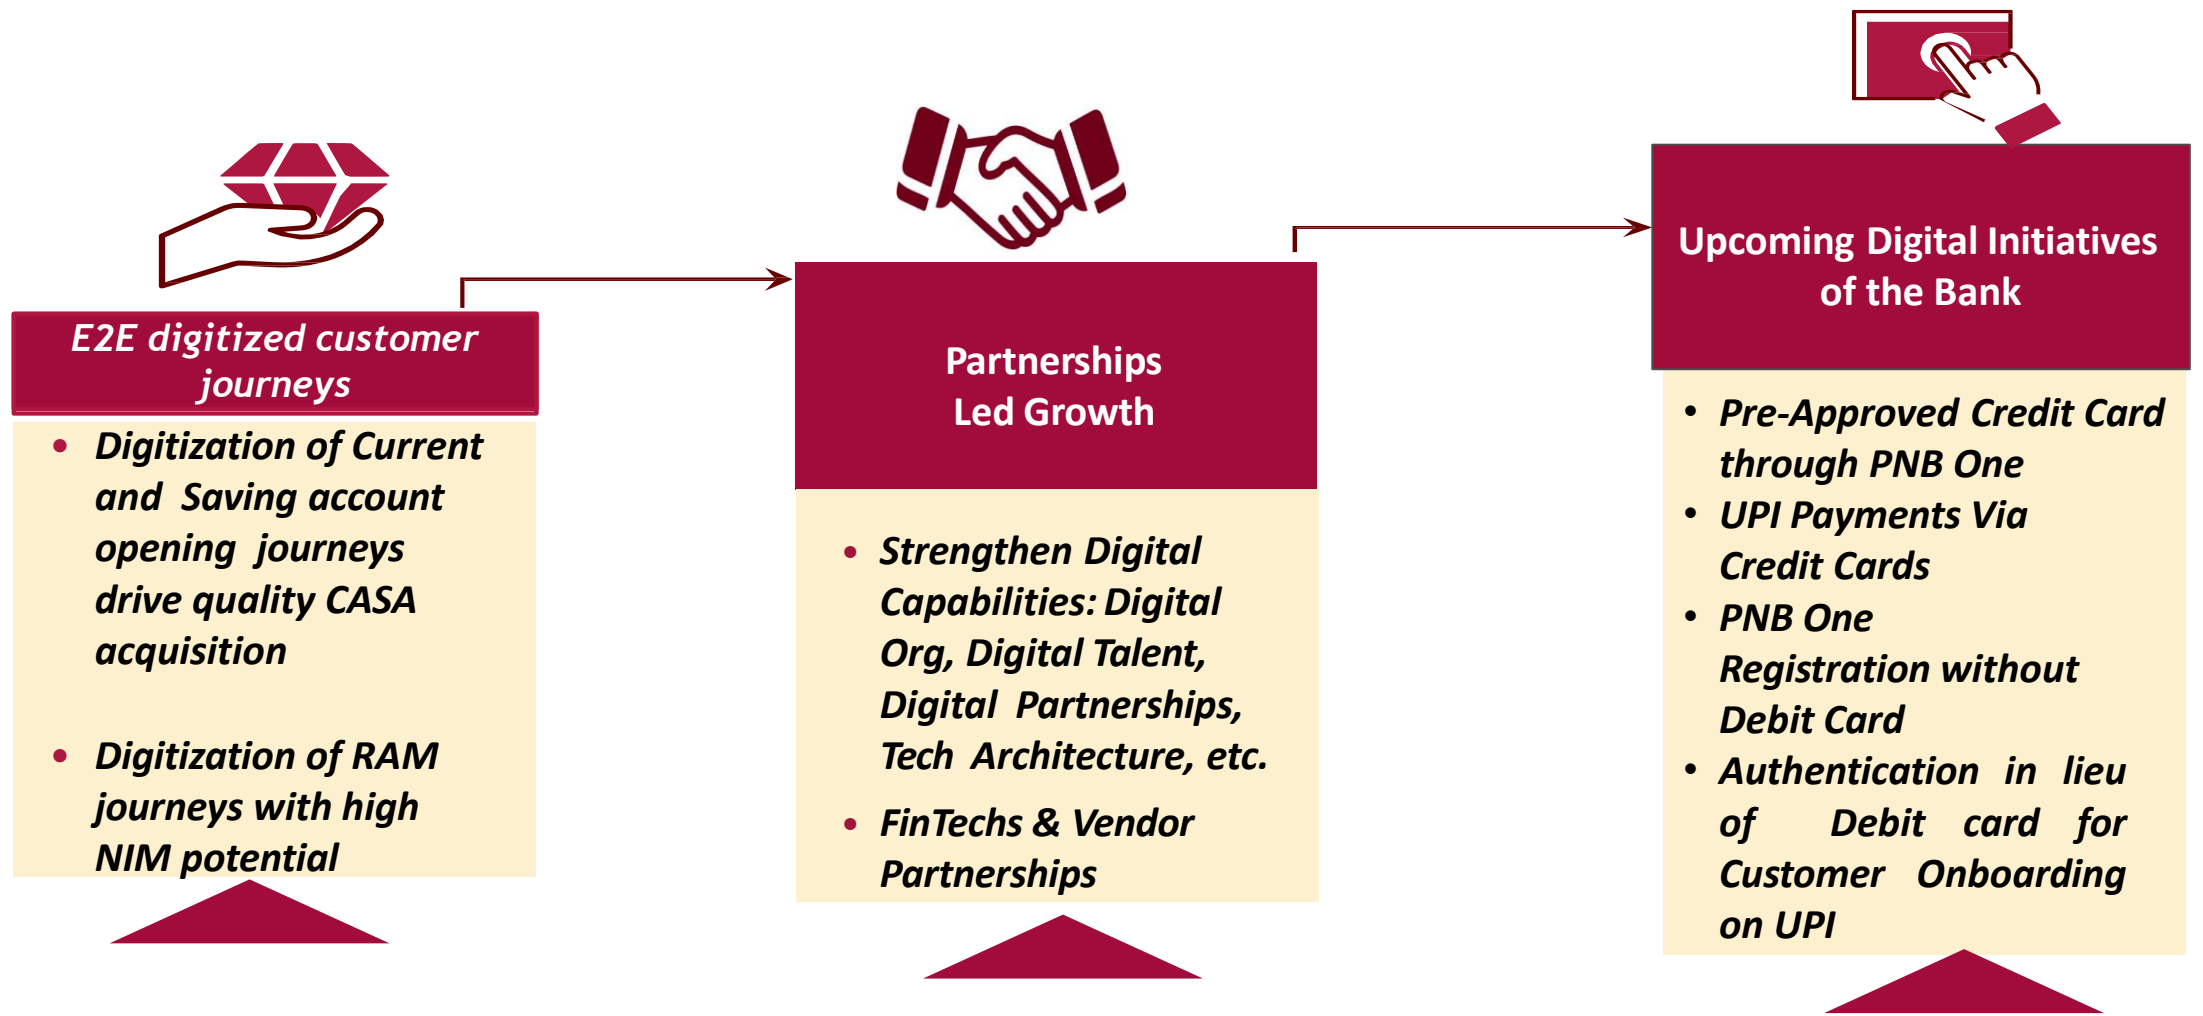 E2E digitized customer
journeys
• Digitization of Current
and Saving account
opening journeys
drive quality CASA
acquisition
• Digitization of RAM
journeys with high
NIM potential
Partnerships
Led Growth
• Strengthen Digital
Capabilities: Digital
Org, Digital Talent,
Digital Partnerships,
Tech Architecture, etc.
• FinTechs & Vendor
Partnerships
Upcoming Digital Initiatives
of the Bank
• Pre-Approved Credit Card
through PNB One
• UPI Payments Via
Credit Cards
• PNB One
Registration without
Debit Card
• Authentication in lieu
of Debit card for
Customer Onboarding
on UPI